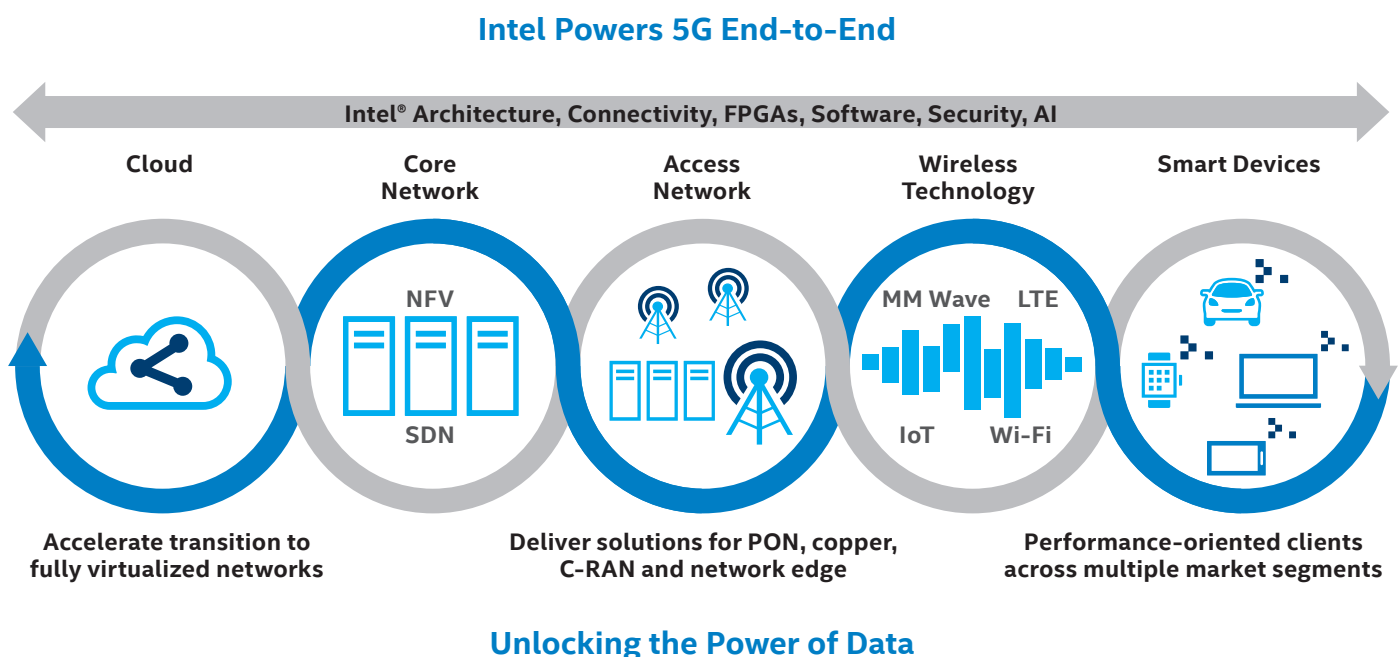 Intel Powers 5G End-to-End
Intel® Architecture, Connectivity, FPGAs, Software, Security, AI
Cloud
Core
Network
Access
Network
Wireless
Technology
Smart Devices
NFV
SDN
MM Wave
LTE
IoT
Wi-Fi
Accelerate transition to
fully virtualized networks
Deliver solutions for PON, copper,
C-RAN and network edge
Performance-oriented clients
across multiple market segments
Unlocking the Power of Data